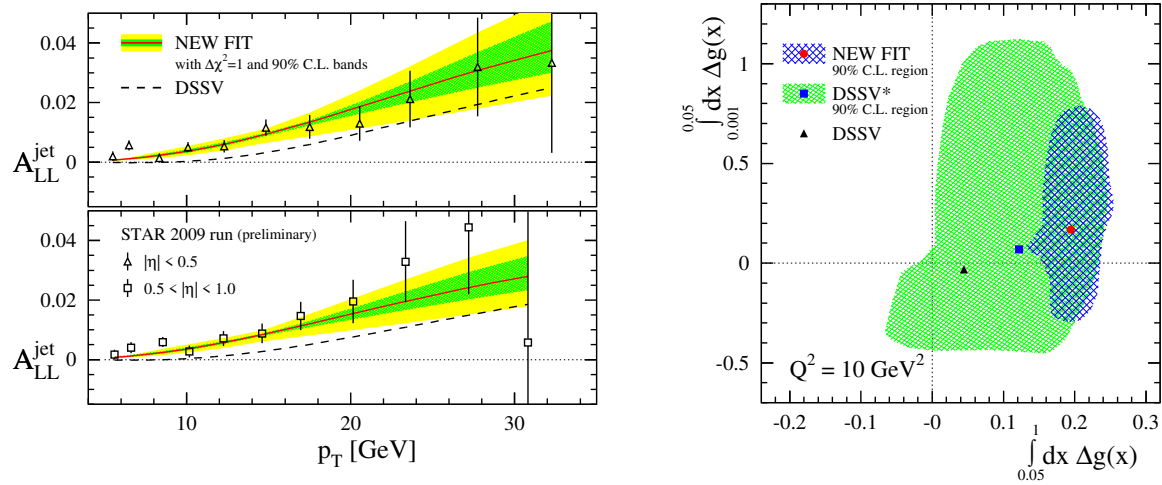 0.04
0.02
0
A_LL^jet
NEW FIT
with Δχ²=1 and 90% C.L. bands
DSSV
0.04
0.02
0
A_LL^jet
STAR 2009 run (preliminary)
|η| < 0.5
0.5 < |η| < 1.0
10
20
30
p_T [GeV]
1
0.5
0
-0.5
∫_0.001^0.05 dx Δg(x)
NEW FIT
90% C.L. region
DSSV*
90% C.L. region
DSSV
Q² = 10 GeV²
-0.2
-0.1
-0
0.1
0.2
0.3
∫_0.05^1 dx Δg(x)